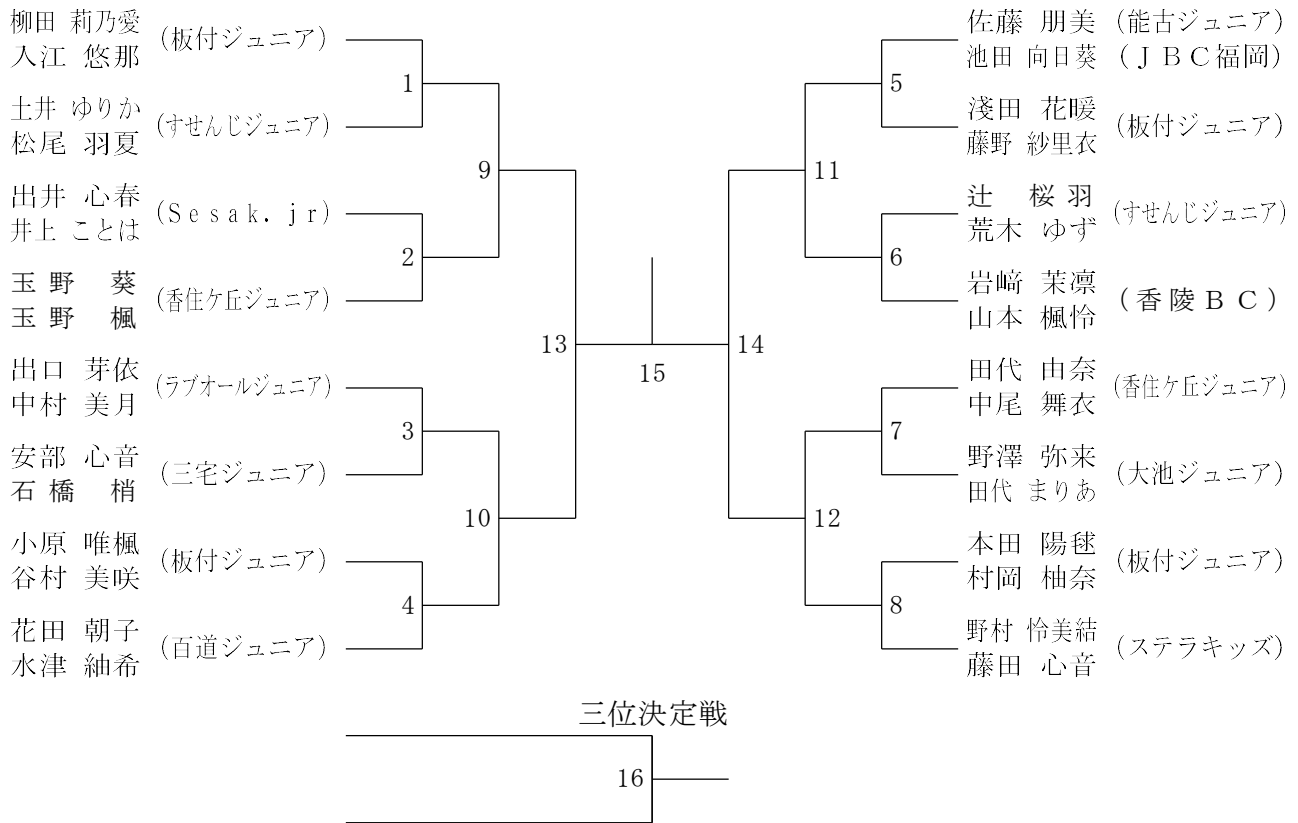 柳田 莉乃愛
入江 悠那
(板付ジュニア)
土井 ゆりか
松尾 羽夏
(すせんじジュニア)
出井 心春
井上 ことは
(Sesak.jr)
玉野 葵
玉野 楓
(香住ケ丘ジュニア)
出口 芽依
中村 美月
(ラブオールジュニア)
安部 心音
石橋 梢
(三宅ジュニア)
小原 唯楓
谷村 美咲
(板付ジュニア)
花田 朝子
水津 紬希
(百道ジュニア)
1
2
3
4
9
10
13
15
14
11
12
5
6
7
8
佐藤 朋美 (能古ジュニア)
池田 向日葵 (JBC福岡)
淺田 花暖
藤野 紗里衣
(板付ジュニア)
辻 桜羽
荒木 ゆず
(すせんじジュニア)
岩﨑 茉凛
山本 楓怜
(香陵BC)
田代 由奈
中尾 舞衣
(香住ケ丘ジュニア)
野澤 弥来
田代 まりあ
(大池ジュニア)
本田 陽毬
村岡 柚奈
(板付ジュニア)
野村 怜美結
藤田 心音
(ステラキッズ)
三位決定戦
16